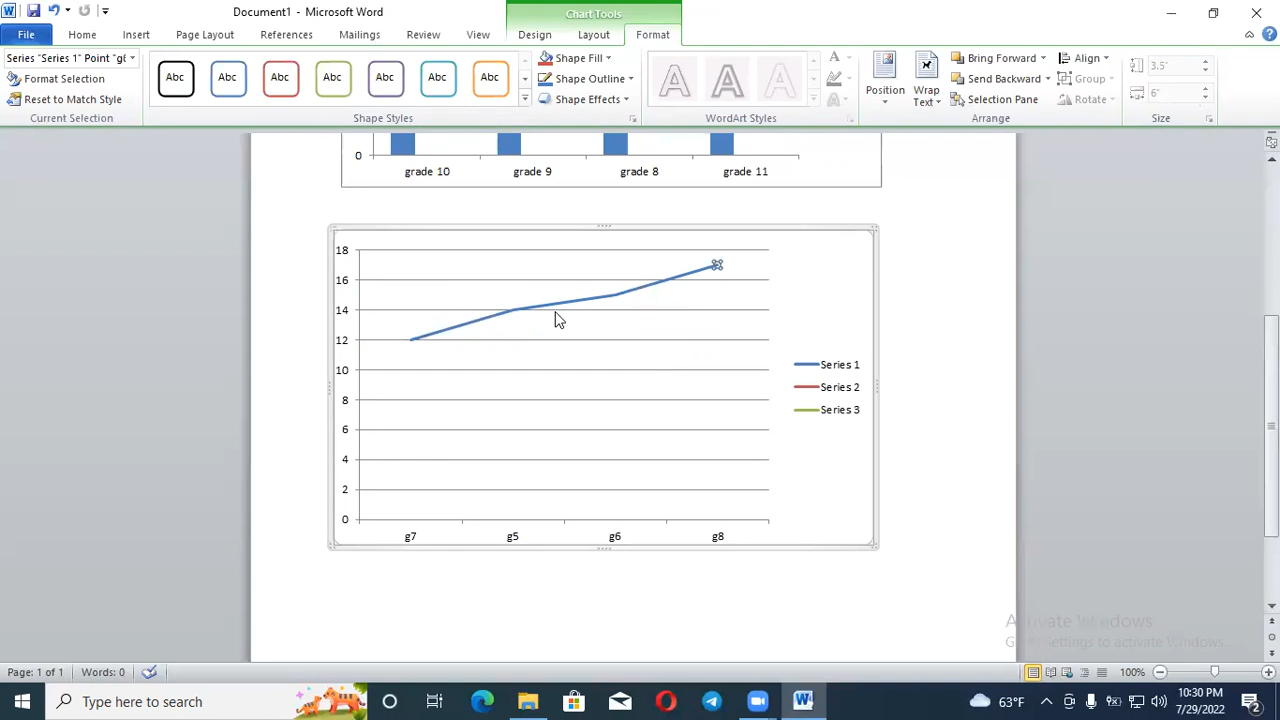 Document1 - Microsoft Word
Chart Tools
File Home Insert Page Layout References Mailings Review View Design Layout Format
Series "Series 1" Point "g
Format Selection
Reset to Match Style
Current Selection
Abc Abc Abc Abc Abc Abc Abc
Shape Fill
Shape Outline
Shape Effects
Shape Styles
A A A
WordArt Styles
Position
Wrap Text
Bring Forward
Send Backward
Selection Pane
Align
Group
Rotate
Arrange
3.5"
6"
Size
0
grade 10 grade 9 grade 8 grade 11
18
16
14
12
10
8
6
4
2
0
g7 g5 g6 g8
Series 1
Series 2
Series 3
Activate Windows
Settings to activate Windows.
Page: 1 of 1 Words: 0 100%
Type here to search
63°F
10:30 PM
7/29/2022
2